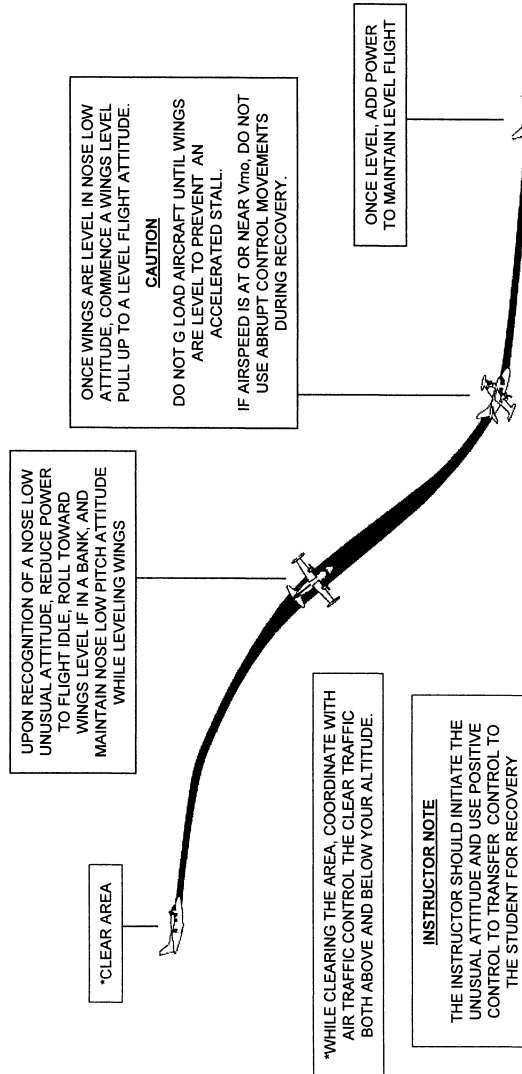 *CLEAR AREA
UPON RECOGNITION OF A NOSE LOW
UNUSUAL ATTITUDE, REDUCE POWER
TO FLIGHT IDLE, ROLL TOWARD
WINGS LEVEL IF IN A BANK, AND
MAINTAIN NOSE LOW PITCH ATTITUDE
WHILE LEVELING WINGS
ONCE WINGS ARE LEVEL IN NOSE LOW
ATTITUDE, COMMENCE A WINGS LEVEL
PULL UP TO A LEVEL FLIGHT ATTITUDE.
CAUTION
DO NOT G LOAD AIRCRAFT UNTIL WINGS
ARE LEVEL TO PREVENT AN
ACCELERATED STALL.
IF AIRSPEED IS AT OR NEAR Vmo, DO NOT
USE ABRUPT CONTROL MOVEMENTS
DURING RECOVERY.
ONCE LEVEL, ADD POWER
TO MAINTAIN LEVEL FLIGHT
*WHILE CLEARING THE AREA, COORDINATE WITH
AIR TRAFFIC CONTROL THE CLEAR TRAFFIC
BOTH ABOVE AND BELOW YOUR ALTITUDE.
INSTRUCTOR NOTE
THE INSTRUCTOR SHOULD INITIATE THE
UNUSUAL ATTITUDE AND USE POSITIVE
CONTROL TO TRANSFER CONTROL TO
THE STUDENT FOR RECOVERY